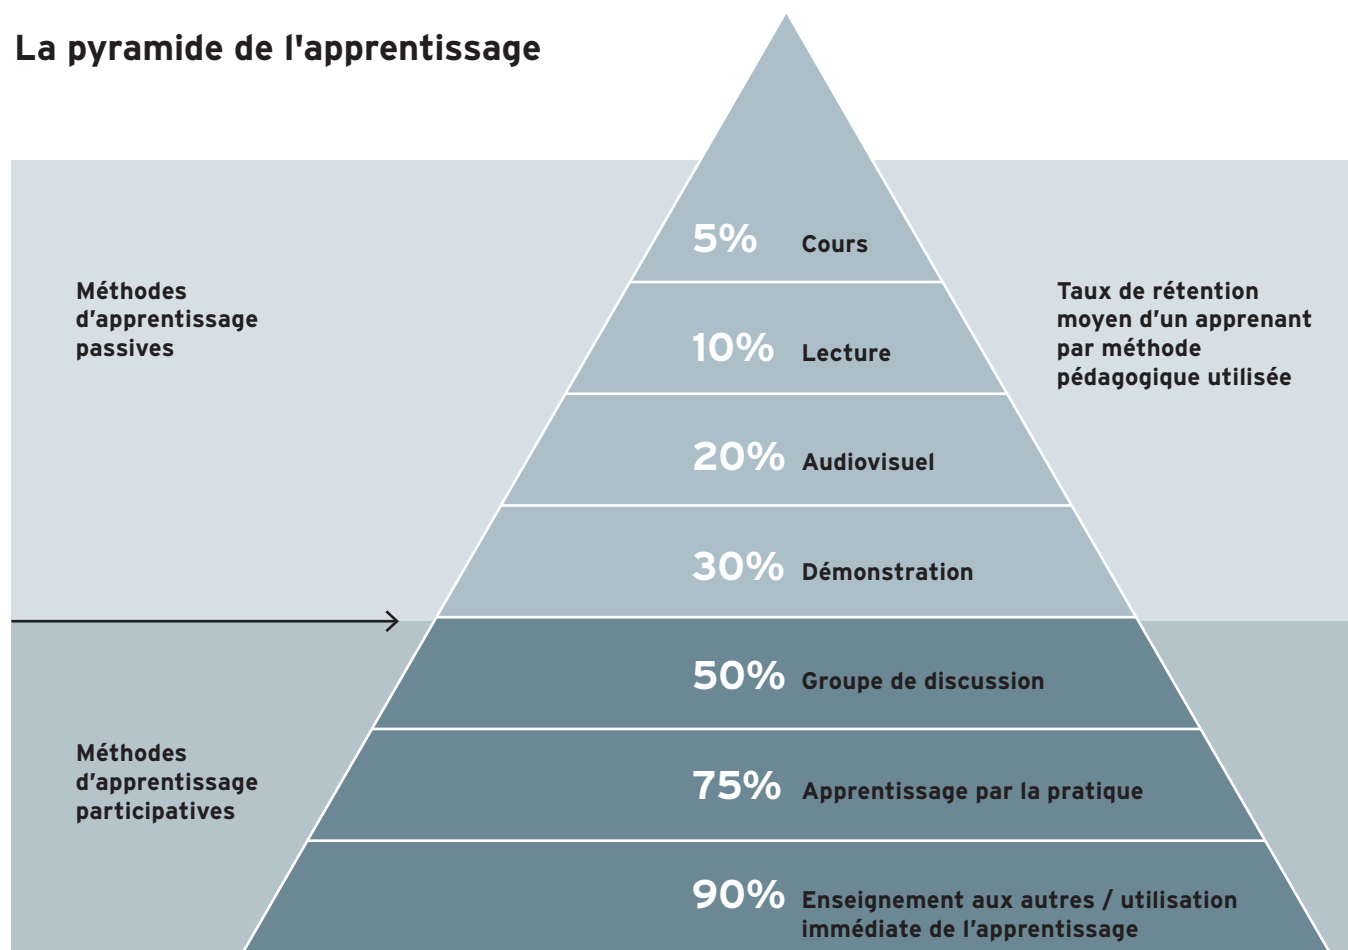 La pyramide de l'apprentissage
5% Cours
Méthodes
d’apprentissage
passives
Taux de rétention
moyen d’un apprenant
par méthode
pédagogique utilisée
10% Lecture
20% Audiovisuel
30% Démonstration
50% Groupe de discussion
Méthodes
d’apprentissage
participatives
75% Apprentissage par la pratique
90% Enseignement aux autres / utilisation
immédiate de l’apprentissage